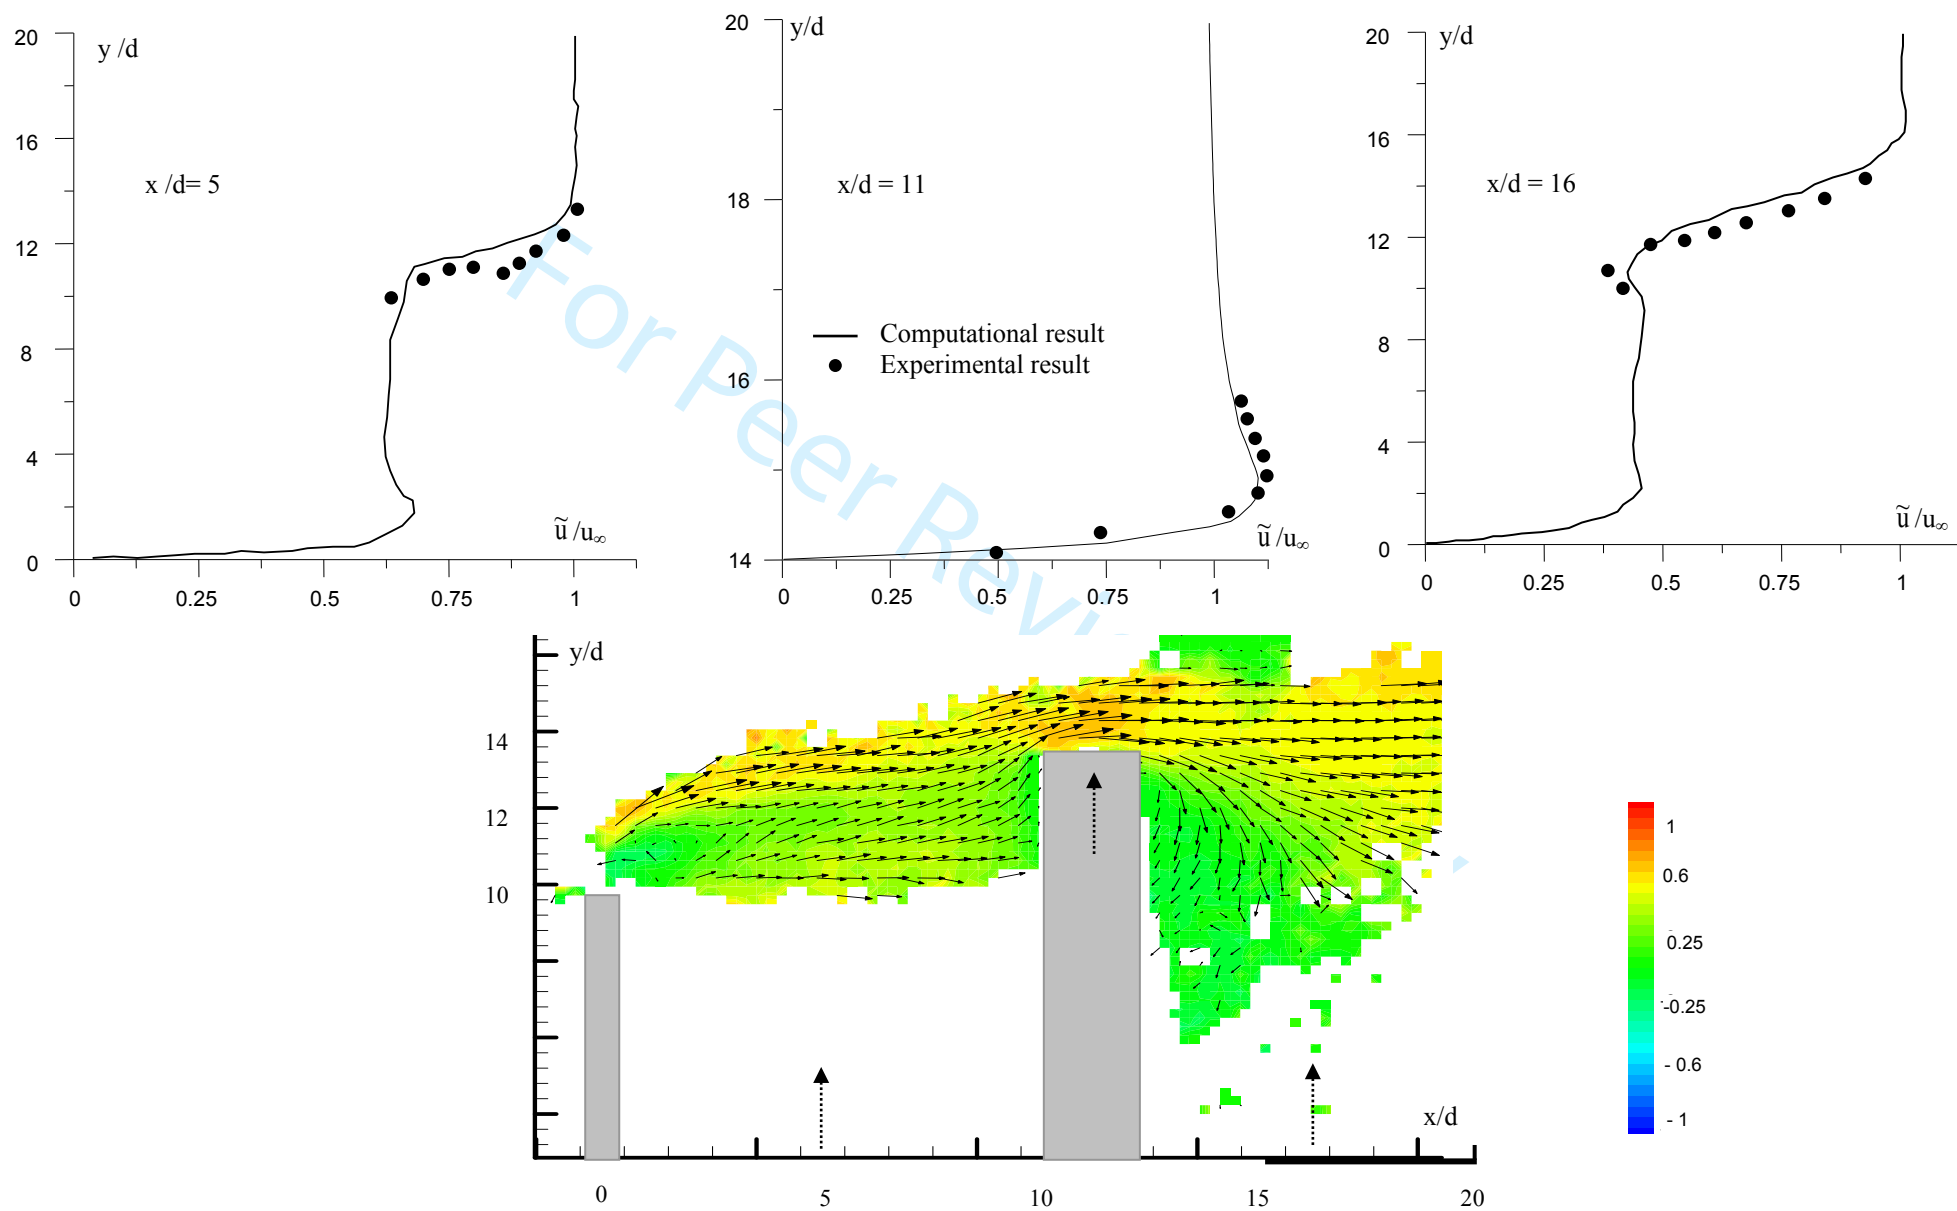 20
y /d
16
x /d= 5
12
8
4
ũ /u∞
0
0 0.25 0.5 0.75 1
20
y/d
18
x/d = 11
Computational result
Experimental result
16
ũ /u∞
14
0 0.25 0.5 0.75 1
20
y/d
16
x/d = 16
12
8
4
ũ /u∞
0
0 0.25 0.5 0.75 1
For Peer Revi
y/d
14
12
10
x/d
0 5 10 15 20
1
0.6
0.25
-0.25
- 0.6
- 1